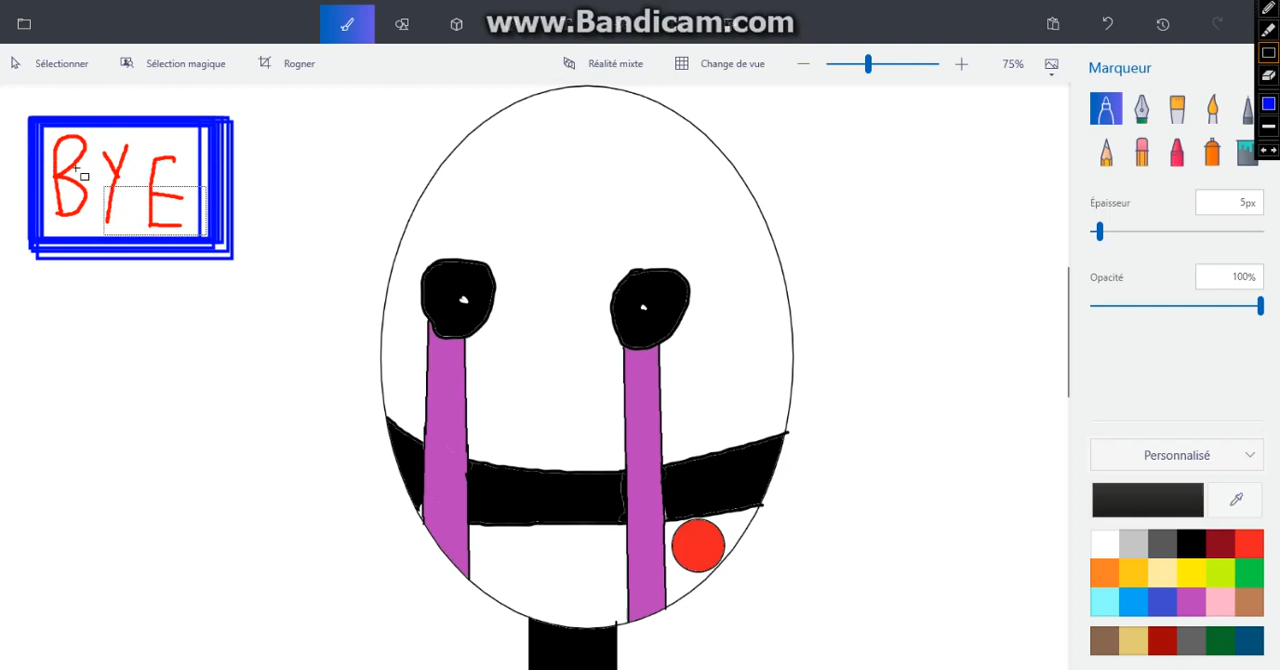 www.Bandicam.com
Sélectionner
Sélection magique
Rogner
Réalité mixte
Change de vue
75%
Marqueur
BYE
Épaisseur
5px
Opacité
100%
Personnalisé